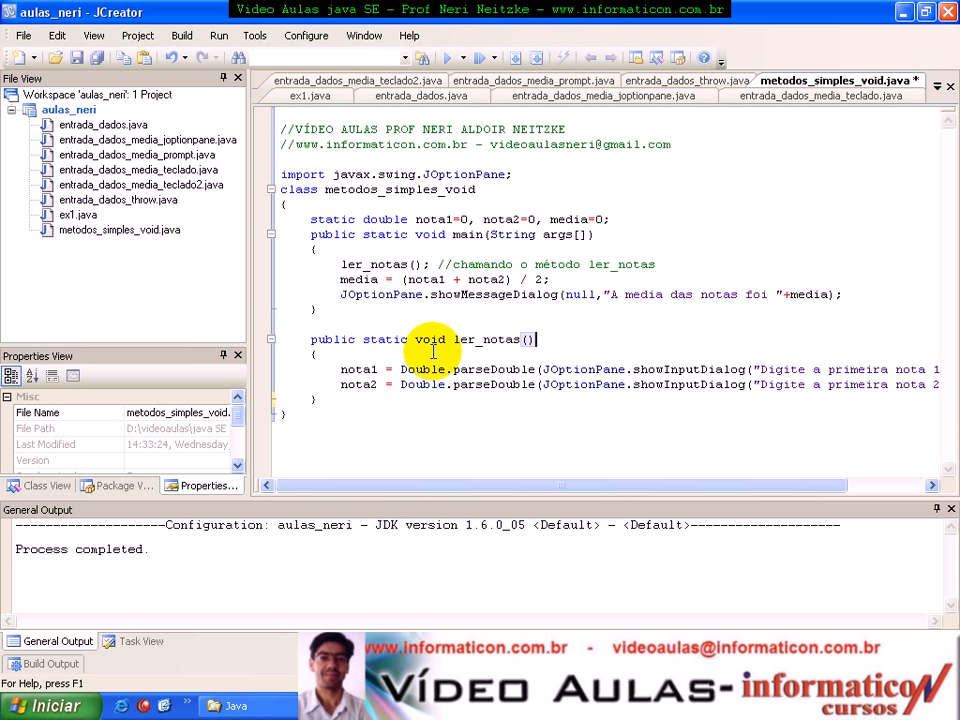 Video Aulas java SE - Prof Neri Neitzke - www.informaticon.com.br
aulas_neri - JCreator
File Edit View Project Build Run Tools Configure Window Help
File View
Workspace 'aulas_neri': 1 Project
aulas_neri
entrada_dados.java
entrada_dados_media_joptionpane.java
entrada_dados_media_prompt.java
entrada_dados_media_teclado.java
entrada_dados_media_teclado2.java
entrada_dados_throw.java
ex1.java
metodos_simples_void.java
entrada_dados_media_teclado2.java entrada_dados_media_prompt.java entrada_dados_throw.java metodos_simples_void.java *
ex1.java entrada_dados.java entrada_dados_media_joptionpane.java entrada_dados_media_teclado.java
//VÍDEO AULAS PROF NERI ALDOIR NEITZKE
//www.informaticon.com.br - videoaulasneri@gmail.com
import javax.swing.JOptionPane;
class metodos_simples_void
{
static double nota1=0, nota2=0, media=0;
public static void main(String args[])
{
ler_notas(); //chamando o método ler_notas
media = (nota1 + nota2) / 2;
JOptionPane.showMessageDialog(null,"A media das notas foi "+media);
}
public static void ler_notas()
{
nota1 = Double.parseDouble(JOptionPane.showInputDialog("Digite a primeira nota 1
nota2 = Double.parseDouble(JOptionPane.showInputDialog("Digite a primeira nota 2
}
}
Properties View
Misc
File Name metodos_simples_void.
File Path D:\videoaulas\java SE
Last Modified 14:33:24, Wednesday,
Version
Class View Package V... Properties...
General Output
--------------------Configuration: aulas_neri - JDK version 1.6.0_05 <Default> - <Default>--------------------
Process completed.
General Output Task View
Build Output
For Help, press F1
Iniciar Java
www.informaticon.com.br - videoaulas@informaticon.com.br
VÍDEO AULAS- informaticon
cursos